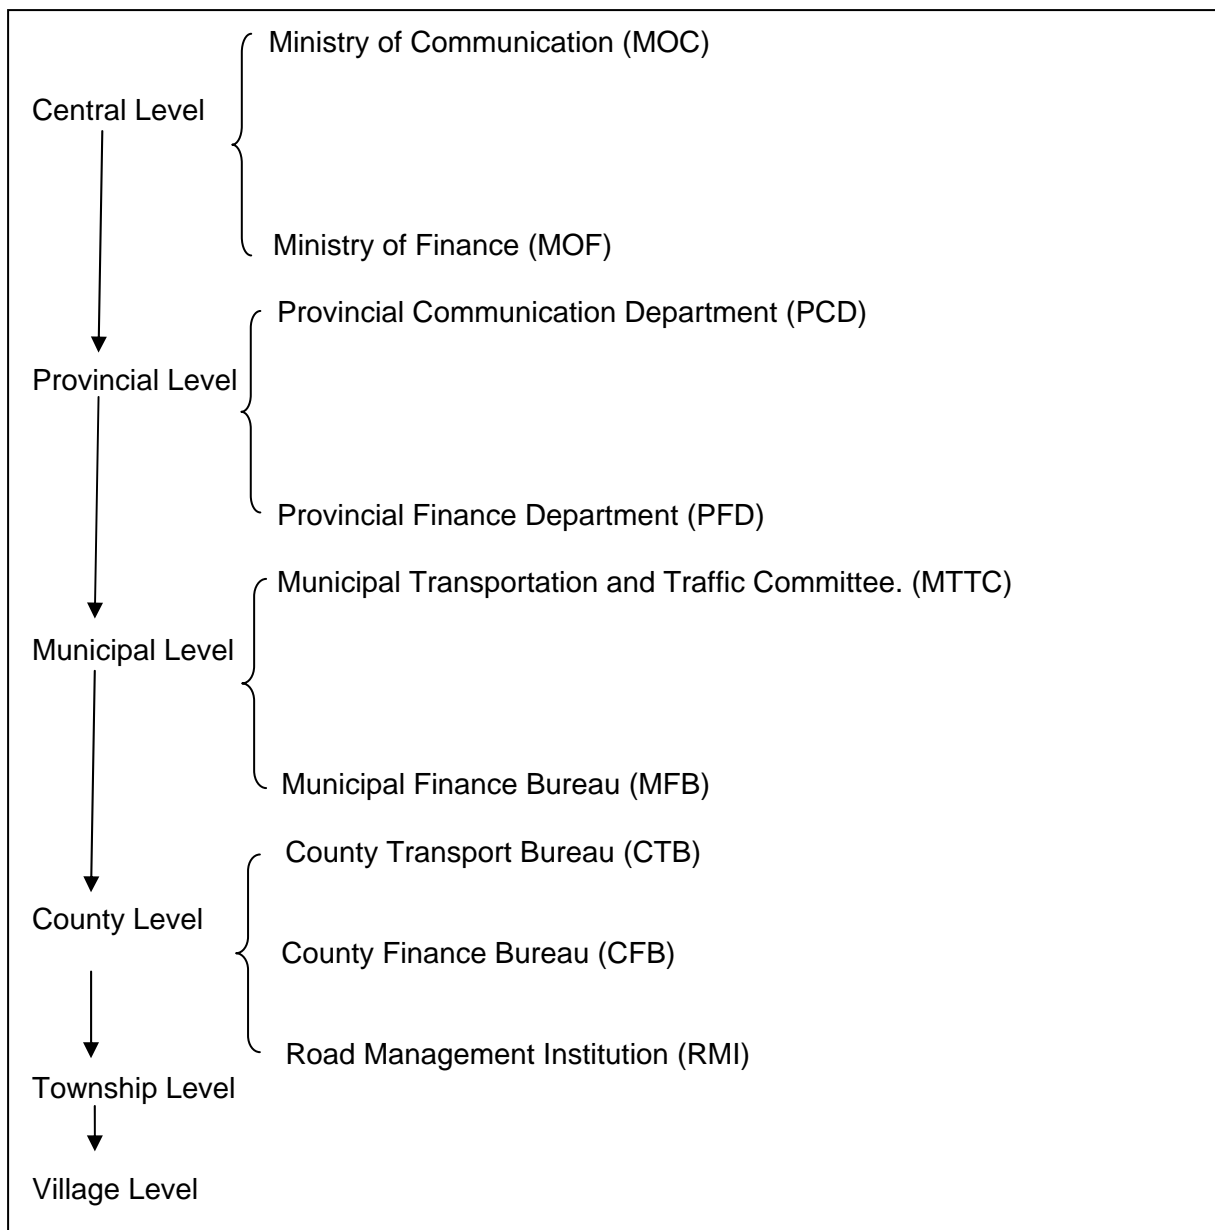 Ministry of Communication (MOC)
Central Level
Ministry of Finance (MOF)
Provincial Communication Department (PCD)
Provincial Level
Provincial Finance Department (PFD)
Municipal Transportation and Traffic Committee. (MTTC)
Municipal Level
Municipal Finance Bureau (MFB)
County Transport Bureau (CTB)
County Level
County Finance Bureau (CFB)
Road Management Institution (RMI)
Township Level
Village Level